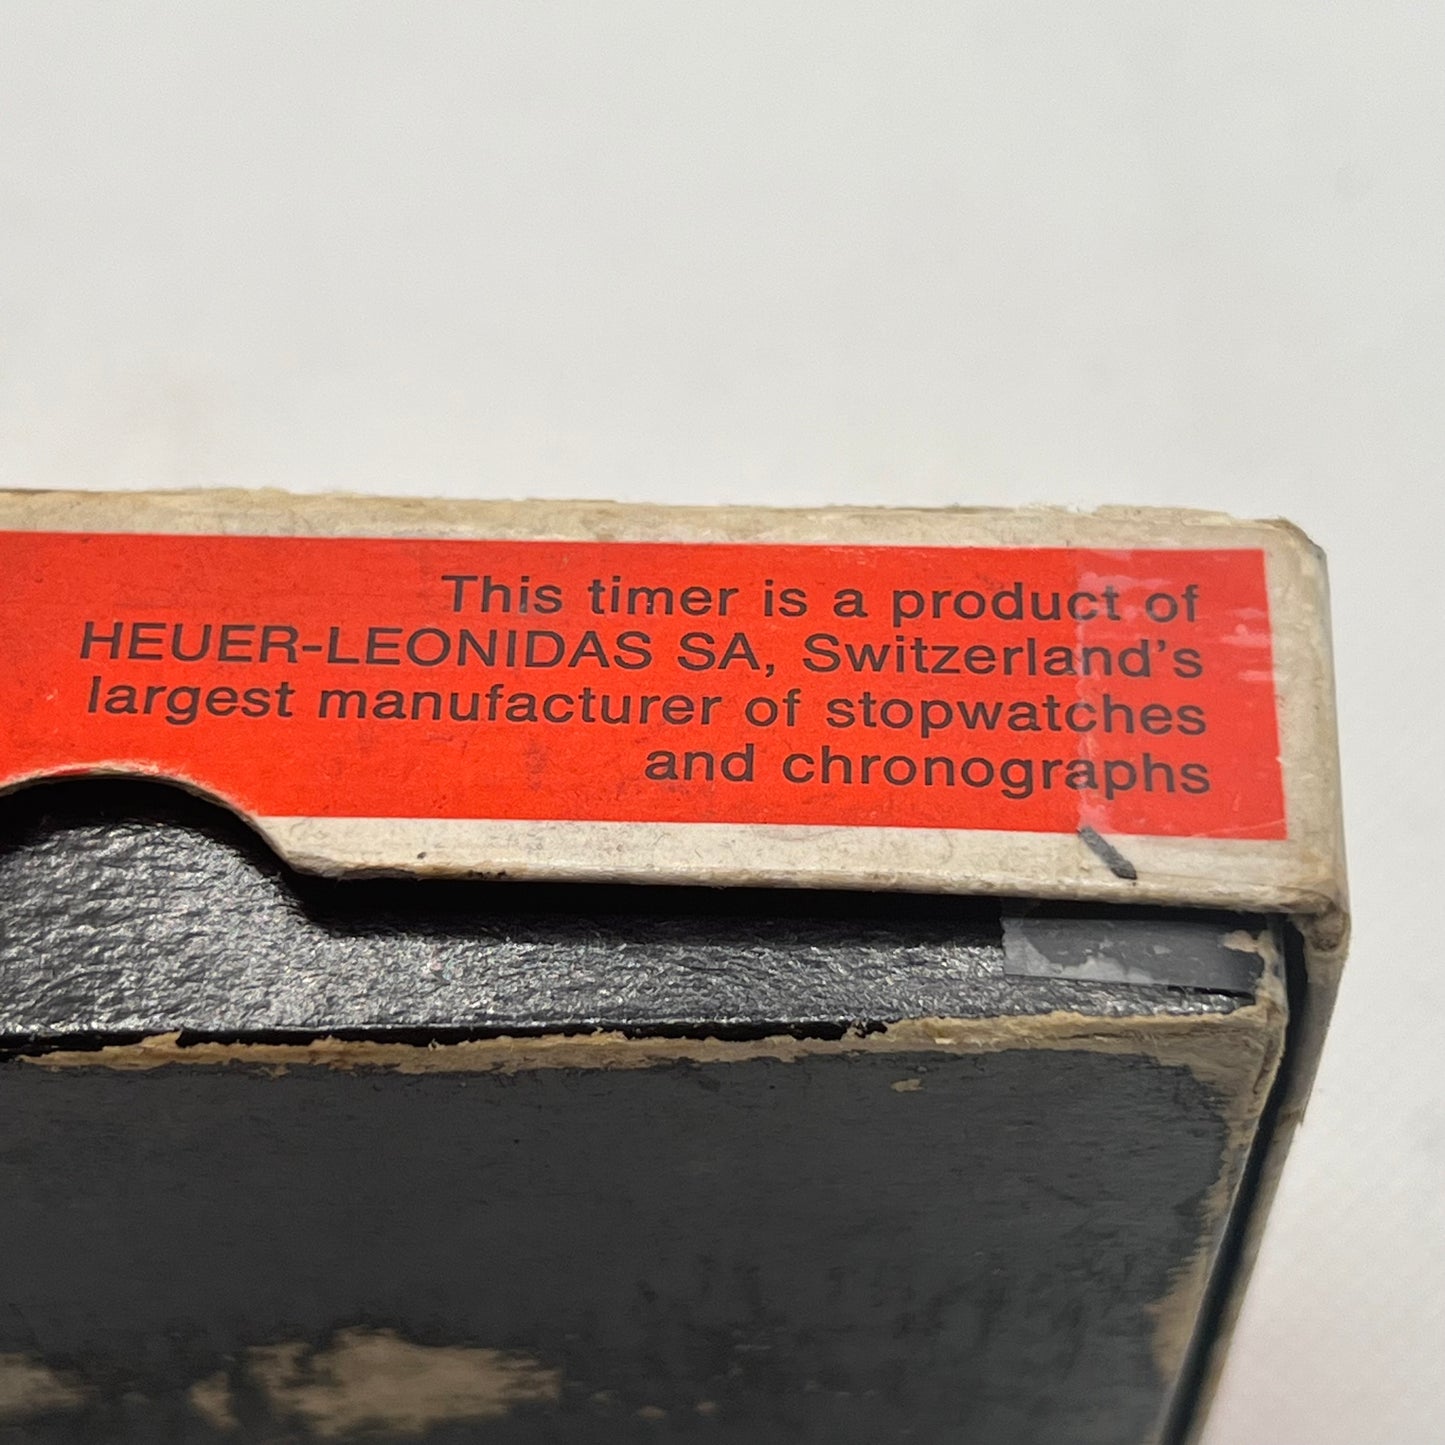 This timer is a product of
HEUER-LEONIDAS SA, Switzerland's
largest manufacturer of stopwatches
and chronographs